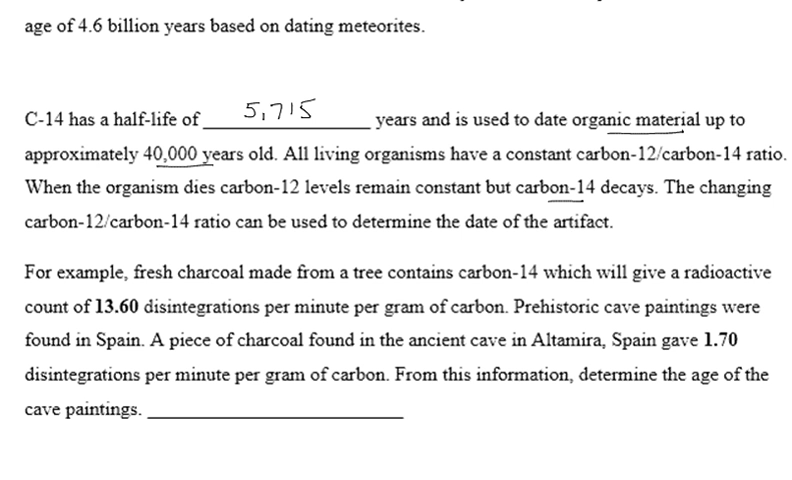 age of 4.6 billion years based on dating meteorites.
C-14 has a half-life of 5,715 years and is used to date organic material up to
approximately 40,000 years old. All living organisms have a constant carbon-12/carbon-14 ratio.
When the organism dies carbon-12 levels remain constant but carbon-14 decays. The changing
carbon-12/carbon-14 ratio can be used to determine the date of the artifact.
For example, fresh charcoal made from a tree contains carbon-14 which will give a radioactive
count of 13.60 disintegrations per minute per gram of carbon. Prehistoric cave paintings were
found in Spain. A piece of charcoal found in the ancient cave in Altamira, Spain gave 1.70
disintegrations per minute per gram of carbon. From this information, determine the age of the
cave paintings.